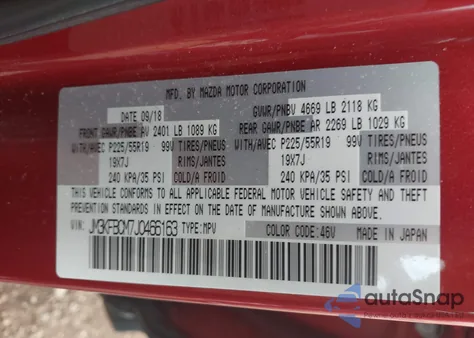 MFD. BY MAZDA MOTOR CORPORATION
DATE 09/18 GVWR/PNBV 4669 LB 2118 KG
FRONT GAWR/PNBE AV 2401 LB 1089 KG REAR GAWR/PNBE AR 2269 LB 1029 KG
WITH/AVEC P225/55R19 99V TIRES/PNEUS WITH/AVEC P225/55R19 99V TIRES/PNEUS
19X7J RIMS/JANTES 19X7J RIMS/JANTES
240 KPA/35 PSI COLD/A FROID 240 KPA/35 PSI COLD/A FROID
THIS VEHICLE CONFORMS TO ALL APPLICABLE FEDERAL MOTOR VEHICLE SAFETY AND THEFT
PREVENTION STANDARDS IN EFFECT ON THE DATE OF MANUFACTURE SHOWN ABOVE.
VIN: JM3KFBCM7J0466163 TYPE: MPV COLOR CODE: 46V MADE IN JAPAN
autoSnap